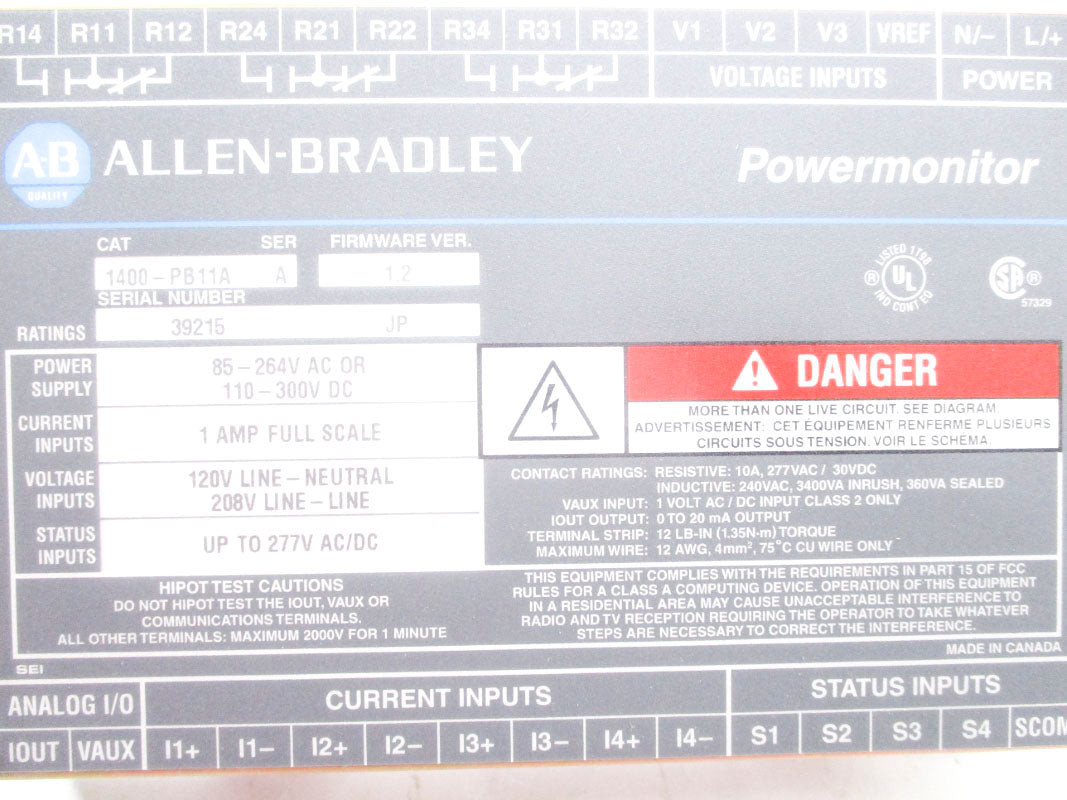 R14 R11 R12 R24 R21 R22 R34 R31 R32 V1 V2 V3 VREF N/– L/+
VOLTAGE INPUTS POWER
A-B QUALITY
ALLEN-BRADLEY
Powermonitor
CAT SER FIRMWARE VER.
1400–PB11A A 1.2
SERIAL NUMBER
39215 JP
LISTED 1T98
UL ®
IND CONT EQ
SA ®
57329
RATINGS
POWER SUPPLY
85–264V AC OR
110–300V DC
CURRENT INPUTS
1 AMP FULL SCALE
VOLTAGE INPUTS
120V LINE–NEUTRAL
208V LINE–LINE
STATUS INPUTS
UP TO 277V AC/DC
DANGER
MORE THAN ONE LIVE CIRCUIT. SEE DIAGRAM
ADVERTISSEMENT: CET ÉQUIPEMENT RENFERME PLUSIEURS
CIRCUITS SOUS TENSION. VOIR LE SCHEMA.
CONTACT RATINGS: RESISTIVE: 10A, 277VAC / 30VDC
INDUCTIVE: 240VAC, 3400VA INRUSH, 360VA SEALED
VAUX INPUT: 1 VOLT AC / DC INPUT CLASS 2 ONLY
IOUT OUTPUT: 0 TO 20 mA OUTPUT
TERMINAL STRIP: 12 LB-IN (1.35N-m) TORQUE
MAXIMUM WIRE: 12 AWG, 4mm², 75°C CU WIRE ONLY
HIPOT TEST CAUTIONS
DO NOT HIPOT TEST THE IOUT, VAUX OR
COMMUNICATIONS TERMINALS.
ALL OTHER TERMINALS: MAXIMUM 2000V FOR 1 MINUTE
THIS EQUIPMENT COMPLIES WITH THE REQUIREMENTS IN PART 15 OF FCC
RULES FOR A CLASS A COMPUTING DEVICE. OPERATION OF THIS EQUIPMENT
IN A RESIDENTIAL AREA MAY CAUSE UNACCEPTABLE INTERFERENCE TO
RADIO AND TV RECEPTION REQUIRING THE OPERATOR TO TAKE WHATEVER
STEPS ARE NECESSARY TO CORRECT THE INTERFERENCE.
SEI
MADE IN CANADA
ANALOG I/O CURRENT INPUTS STATUS INPUTS
IOUT VAUX I1+ I1– I2+ I2– I3+ I3– I4+ I4– S1 S2 S3 S4 SCOM